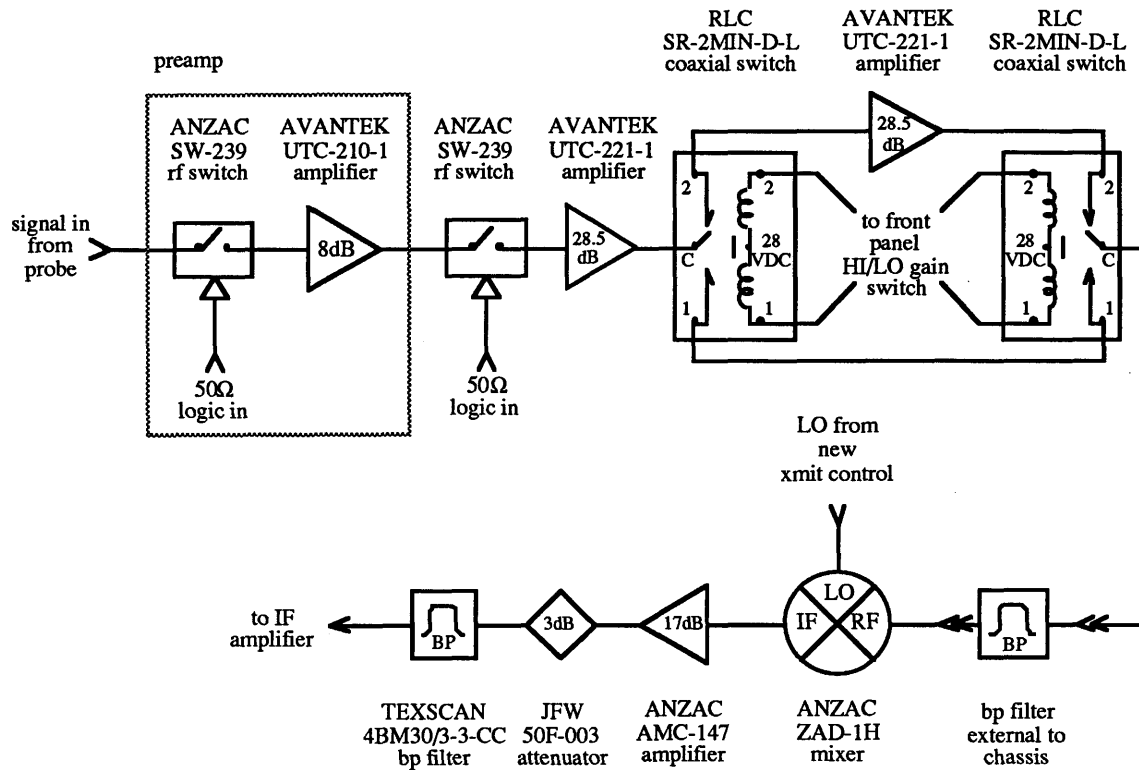 preamp
ANZAC
SW-239
rf switch
AVANTEK
UTC-210-1
amplifier
ANZAC
SW-239
rf switch
AVANTEK
UTC-221-1
amplifier
RLC
SR-2MIN-D-L
coaxial switch
AVANTEK
UTC-221-1
amplifier
RLC
SR-2MIN-D-L
coaxial switch
signal in
from
probe
8dB
28.5
dB
28.5
dB
2
C
1
2
28
VDC
1
to front
panel
HI/LO gain
switch
2
28
VDC
1
2
C
1
50Ω
logic in
50Ω
logic in
LO from
new
xmit control
to IF
amplifier
BP
3dB
17dB
LO
IF
RF
BP
TEXSCAN
4BM30/3-3-CC
bp filter
JFW
50F-003
attenuator
ANZAC
AMC-147
amplifier
ANZAC
ZAD-1H
mixer
bp filter
external to
chassis